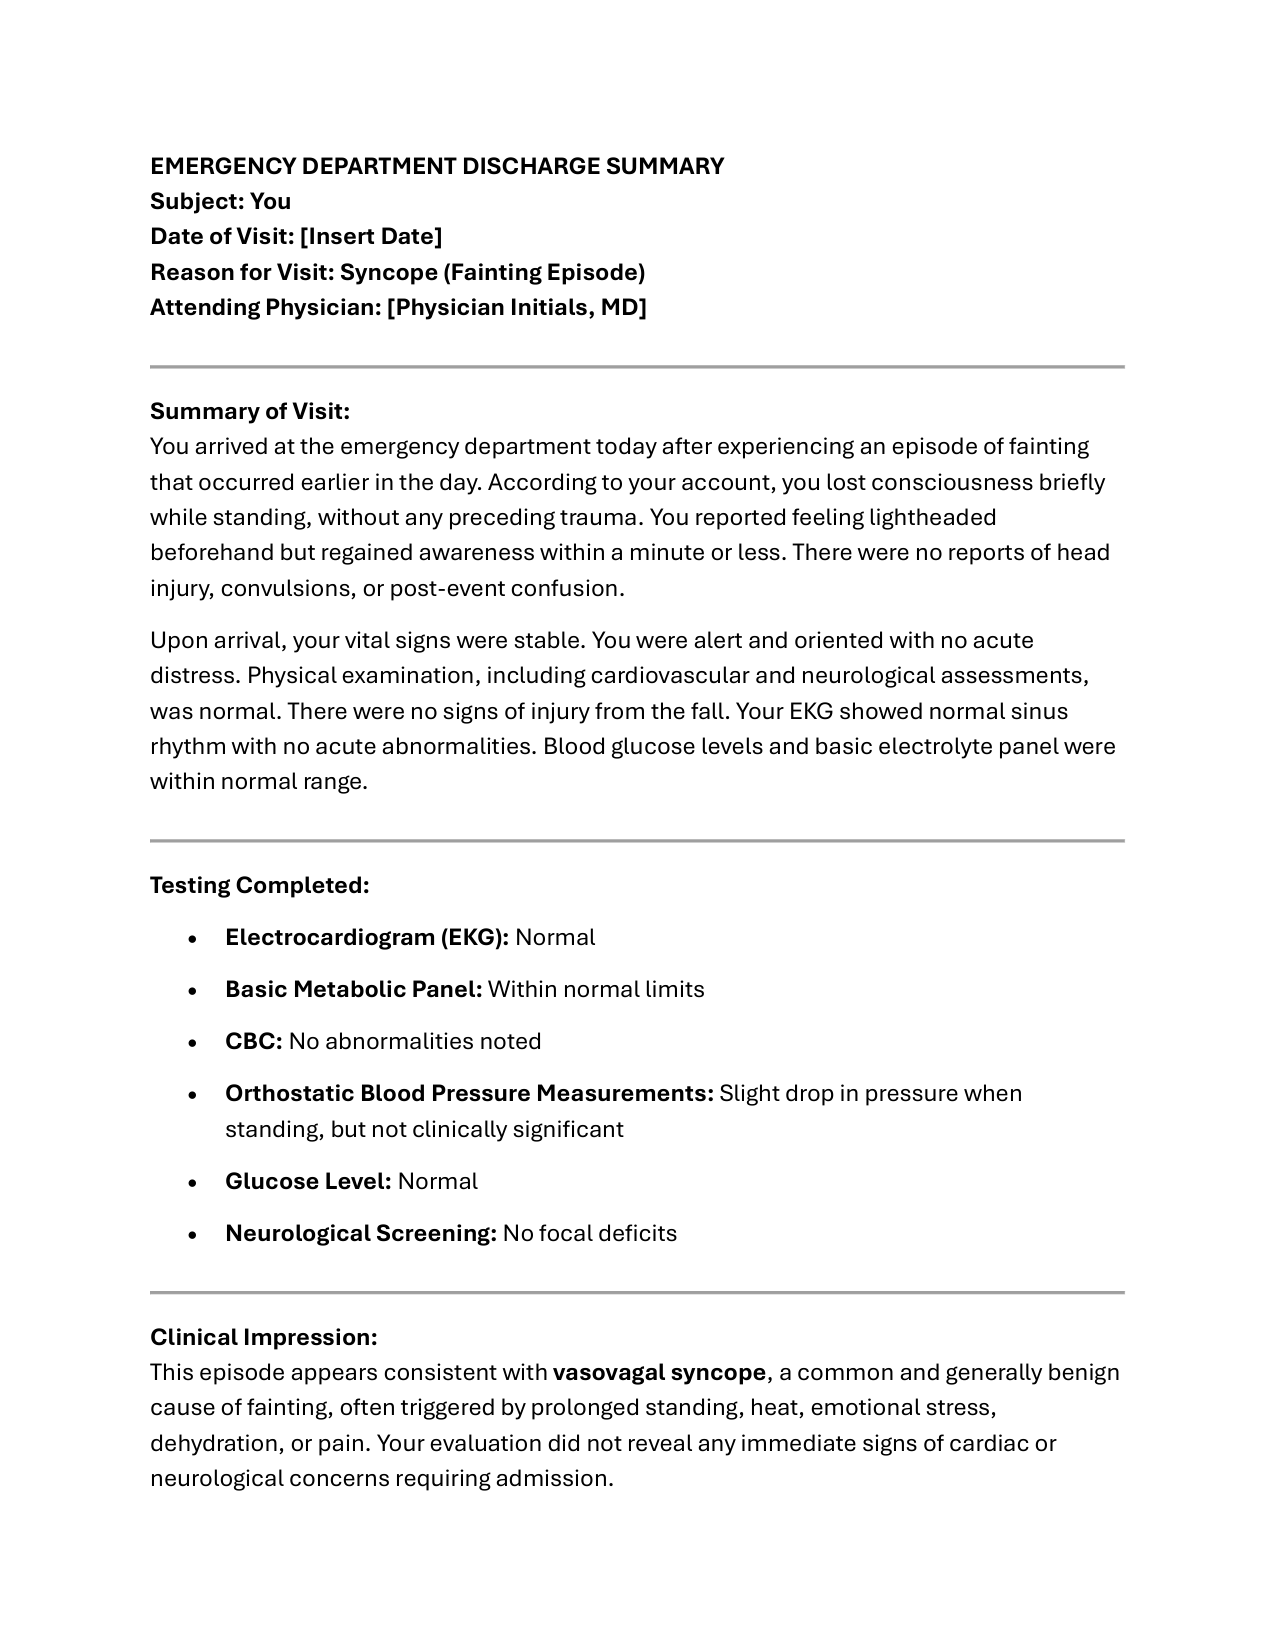 EMERGENCY DEPARTMENT DISCHARGE SUMMARY
Subject: You
Date of Visit: [Insert Date]
Reason for Visit: Syncope (Fainting Episode)
Attending Physician: [Physician Initials, MD]
Summary of Visit:
You arrived at the emergency department today after experiencing an episode of fainting
that occurred earlier in the day. According to your account, you lost consciousness briefly
while standing, without any preceding trauma. You reported feeling lightheaded
beforehand but regained awareness within a minute or less. There were no reports of head
injury, convulsions, or post-event confusion.
Upon arrival, your vital signs were stable. You were alert and oriented with no acute
distress. Physical examination, including cardiovascular and neurological assessments,
was normal. There were no signs of injury from the fall. Your EKG showed normal sinus
rhythm with no acute abnormalities. Blood glucose levels and basic electrolyte panel were
within normal range.
Testing Completed:
• Electrocardiogram (EKG): Normal
• Basic Metabolic Panel: Within normal limits
• CBC: No abnormalities noted
• Orthostatic Blood Pressure Measurements: Slight drop in pressure when
standing, but not clinically significant
• Glucose Level: Normal
• Neurological Screening: No focal deficits
Clinical Impression:
This episode appears consistent with vasovagal syncope, a common and generally benign
cause of fainting, often triggered by prolonged standing, heat, emotional stress,
dehydration, or pain. Your evaluation did not reveal any immediate signs of cardiac or
neurological concerns requiring admission.